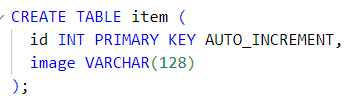 CREATE TABLE item (
  id INT PRIMARY KEY AUTO_INCREMENT,
  image VARCHAR(128)
);